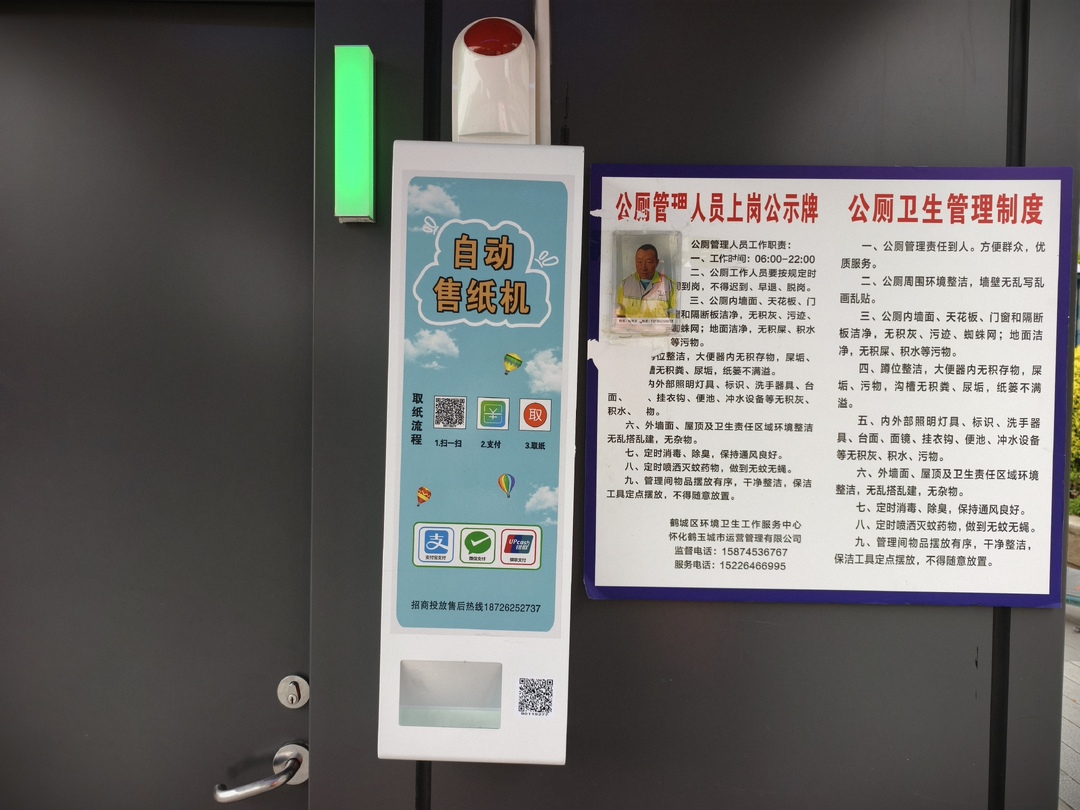 自动
售纸机
取纸流程
1.扫一扫
2.支付
取
3.取纸
支付宝支付
微信支付
银联支付
招商投放售后热线18726252737
公厕管理人员上岗公示牌
公厕管理人员工作职责：
一、工作时间：06:00-22:00
二、公厕工作人员要按规定时
间到岗，不得迟到、早退、脱岗。
三、公厕内墙面、天花板、门
窗和隔断板洁净，无积灰、污迹、
蜘蛛网；地面洁净，无积尿、积水
等污物。
位整洁，大便器内无积存物，尿垢、
无积粪、尿垢，纸篓不满溢。
内外部照明灯具、标识、洗手器具、台
面、 、挂衣钩、便池、冲水设备等无积灰、
积水、 物。
六、外墙面、屋顶及卫生责任区域环境整洁
无乱搭乱建，无杂物。
七、定时消毒、除臭，保持通风良好。
八、定时喷洒灭蚊药物，做到无蚊无蝇。
九、管理间物品摆放有序，干净整洁，保洁
工具定点摆放，不得随意放置。
鹤城区环境卫生工作服务中心
怀化鹤玉城市运营管理有限公司
监督电话：15874536767
服务电话：15226466995
公厕卫生管理制度
一、公厕管理责任到人。方便群众，优
质服务。
二、公厕周围环境整洁，墙壁无乱写乱
画乱贴。
三、公厕内墙面、天花板、门窗和隔断
板洁净，无积灰、污迹、蜘蛛网；地面洁
净，无积尿、积水等污物。
四、蹲位整洁，大便器内无积存物，尿
垢、污物，沟槽无积粪、尿垢，纸篓不满
溢。
五、内外部照明灯具、标识、洗手器
具、台面、面镜、挂衣钩、便池、冲水设备
等无积灰、积水、污物。
六、外墙面、屋顶及卫生责任区域环境
整洁，无乱搭乱建，无杂物。
七、定时消毒、除臭，保持通风良好。
八、定时喷洒灭蚊药物，做到无蚊无蝇。
九、管理间物品摆放有序，干净整洁，
保洁工具定点摆放，不得随意放置。